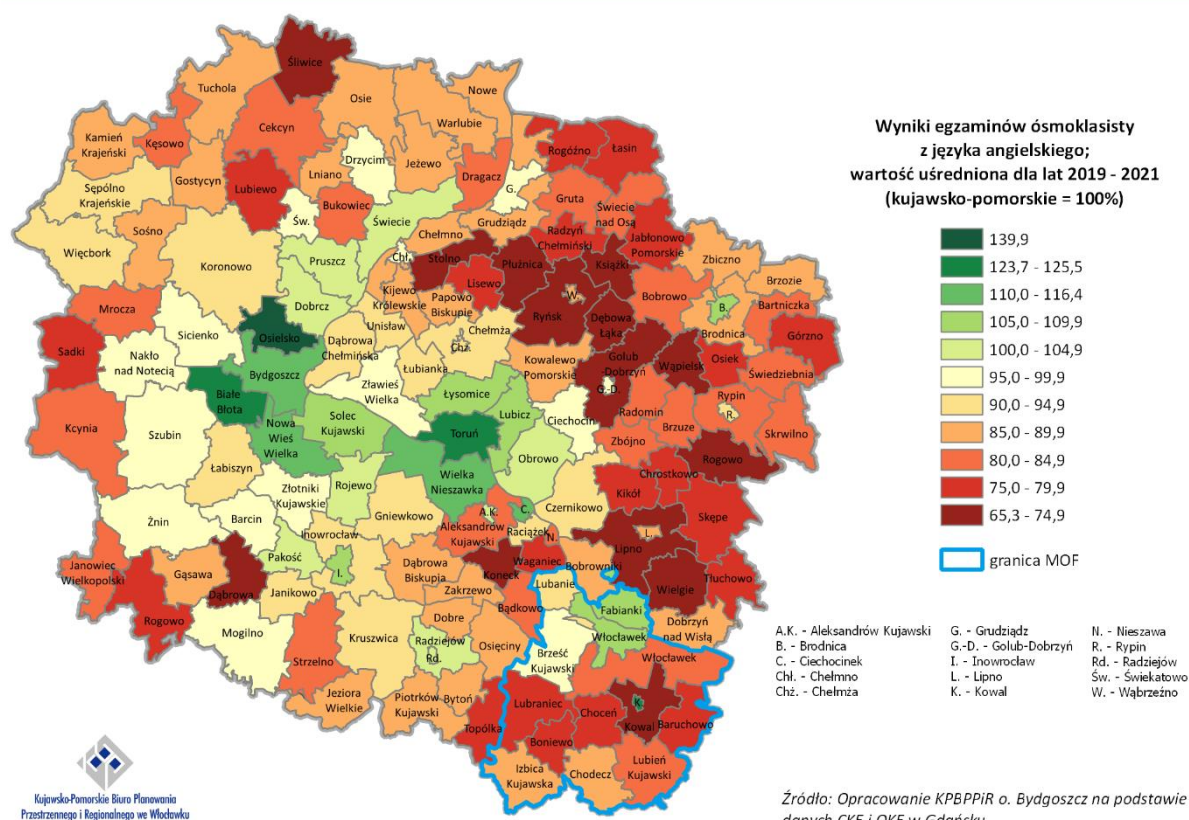 Śliwice
Tuchola
Osie
Nowe
Warlubie
Cekcyn
Kamień
Krajeński
Kęsowo
Drzycim
Jeżewo
Rogóźno
Łasin
Gostycyn
Lniano
Dragacz
G.
Sępólno
Krajeńskie
Lubiewo
Bukowiec
Gruta
Świecie
nad Osą
Św.
Świecie
Grudziądz
Sośno
Chełmno
Radzyń
Chełmiński
Jabłonowo
Pomorskie
Więcbork
Koronowo
Pruszcz
Chł.
Stolno
Płużnica
Książki
Zbiczno
Brzozie
Dobrcz
Kijewo
Królewskie
Lisewo
Papowo
Biskupie
W.
Bobrowo
Bartniczka
B.
Mrocza
Unisław
Ryńsk
Dębowa
Łąka
Brodnica
Górzno
Sicienko
Osielsko
Dąbrowa
Chełmińska
Chełmża
Chż.
Sadki
Nakło
nad Notecią
Bydgoszcz
Łubianka
Kowalewo
Pomorskie
Golub
-Dobrzyń
Wąpielsk
Osiek
Świedziebnia
Zławieś
Wielka
G.-D.
Rypin
R.
Białe
Błota
Łysomice
Kcynia
Solec
Kujawski
Lubicz
Ciechocin
Radomin
Brzuze
Skrwilno
Szubin
Nowa
Wieś
Wielka
Toruń
Zbójno
Obrowo
Rogowo
Łabiszyn
Wielka
Nieszawka
Chrostkowo
Złotniki
Kujawskie
Rojewo
Kikół
Gniewkowo
Czernikowo
Skępe
Żnin
Barcin
A.K.
C.
Inowrocław
Aleksandrów
Kujawski
Raciążek
N.
L.
Lipno
Janowiec
Wielkopolski
Gąsawa
Pakość
I.
Dąbrowa
Biskupia
Koneck
Waganiec
Bobrowniki
Dąbrowa
Janikowo
Zakrzewo
Lubanie
Wielgie
Tłuchowo
Rogowo
Bądkowo
Fabianki
Dobrzyń
nad Wisłą
Mogilno
Strzelno
Kruszwica
Dobre
Radziejów
Rd.
Osięciny
Włocławek
Brześć
Kujawski
Włocławek
Jeziora
Wielkie
Piotrków
Kujawski
Bytoń
Topólka
Lubraniec
Choceń
K.
Kowal
Baruchowo
Boniewo
Izbica
Kujawska
Chodecz
Lubień
Kujawski
Wyniki egzaminów ósmoklasisty
z języka angielskiego;
wartość uśredniona dla lat 2019 - 2021
(kujawsko-pomorskie = 100%)
139,9
123,7 - 125,5
110,0 - 116,4
105,0 - 109,9
100,0 - 104,9
95,0 - 99,9
90,0 - 94,9
85,0 - 89,9
80,0 - 84,9
75,0 - 79,9
65,3 - 74,9
granica MOF
A.K. - Aleksandrów Kujawski
B. - Brodnica
C. - Ciechocinek
Chł. - Chełmno
Chż. - Chełmża
G. - Grudziądz
G.-D. - Golub-Dobrzyń
I. - Inowrocław
L. - Lipno
K. - Kowal
N. - Nieszawa
R. - Rypin
Rd. - Radziejów
Św. - Świekatowo
W. - Wąbrzeźno
Kujawsko-Pomorskie Biuro Planowania
Przestrzennego i Regionalnego we Włocławku
Źródło: Opracowanie KPBPPiR o. Bydgoszcz na podstawie
danych CKE i OKE w Gdańsku